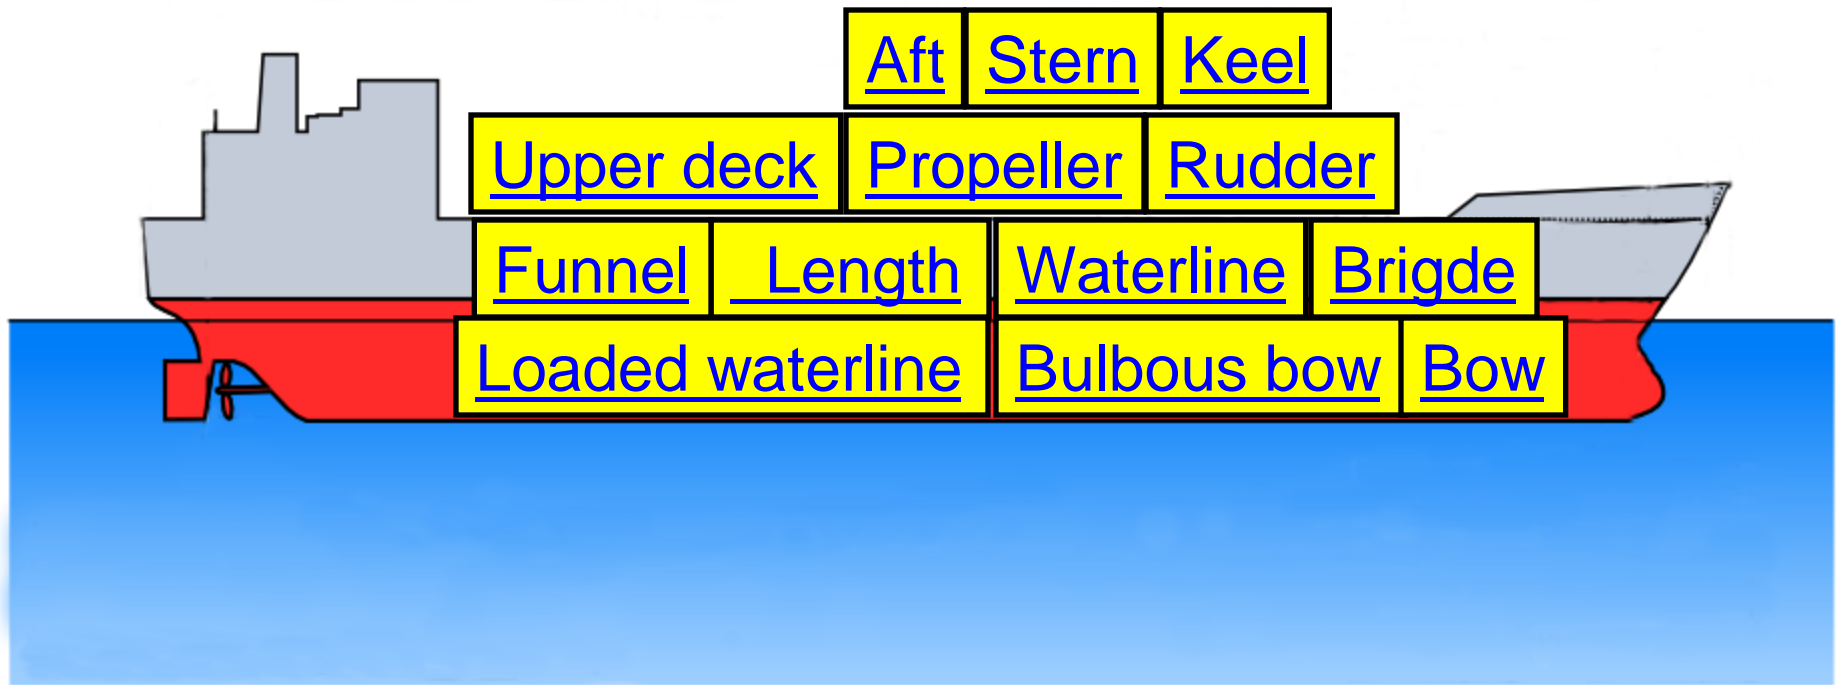 Aft Stern Keel
Upper deck Propeller Rudder
Funnel Length Waterline Brigde
Loaded waterline Bulbous bow Bow